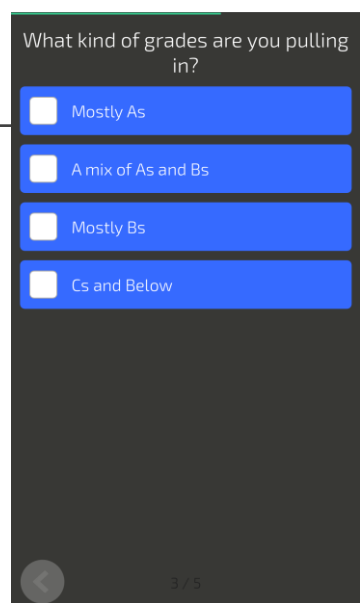 What kind of grades are you pulling
in?
Mostly As
A mix of As and Bs
Mostly Bs
Cs and Below
3 / 5